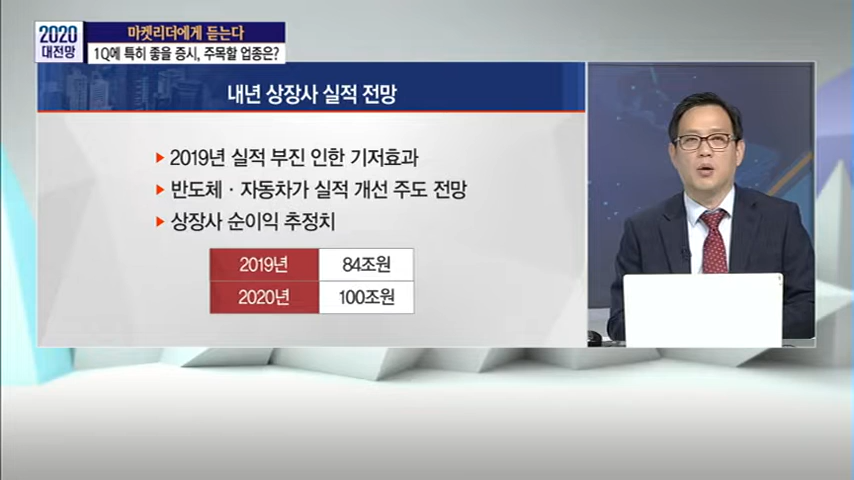 2020
대전망
마켓리더에게 듣는다
1Q에 특히 좋을 증시, 주목할 업종은?
내년 상장사 실적 전망
▶ 2019년 실적 부진 인한 기저효과
▶ 반도체 · 자동차가 실적 개선 주도 전망
▶ 상장사 순이익 추정치
2019년 84조원
2020년 100조원